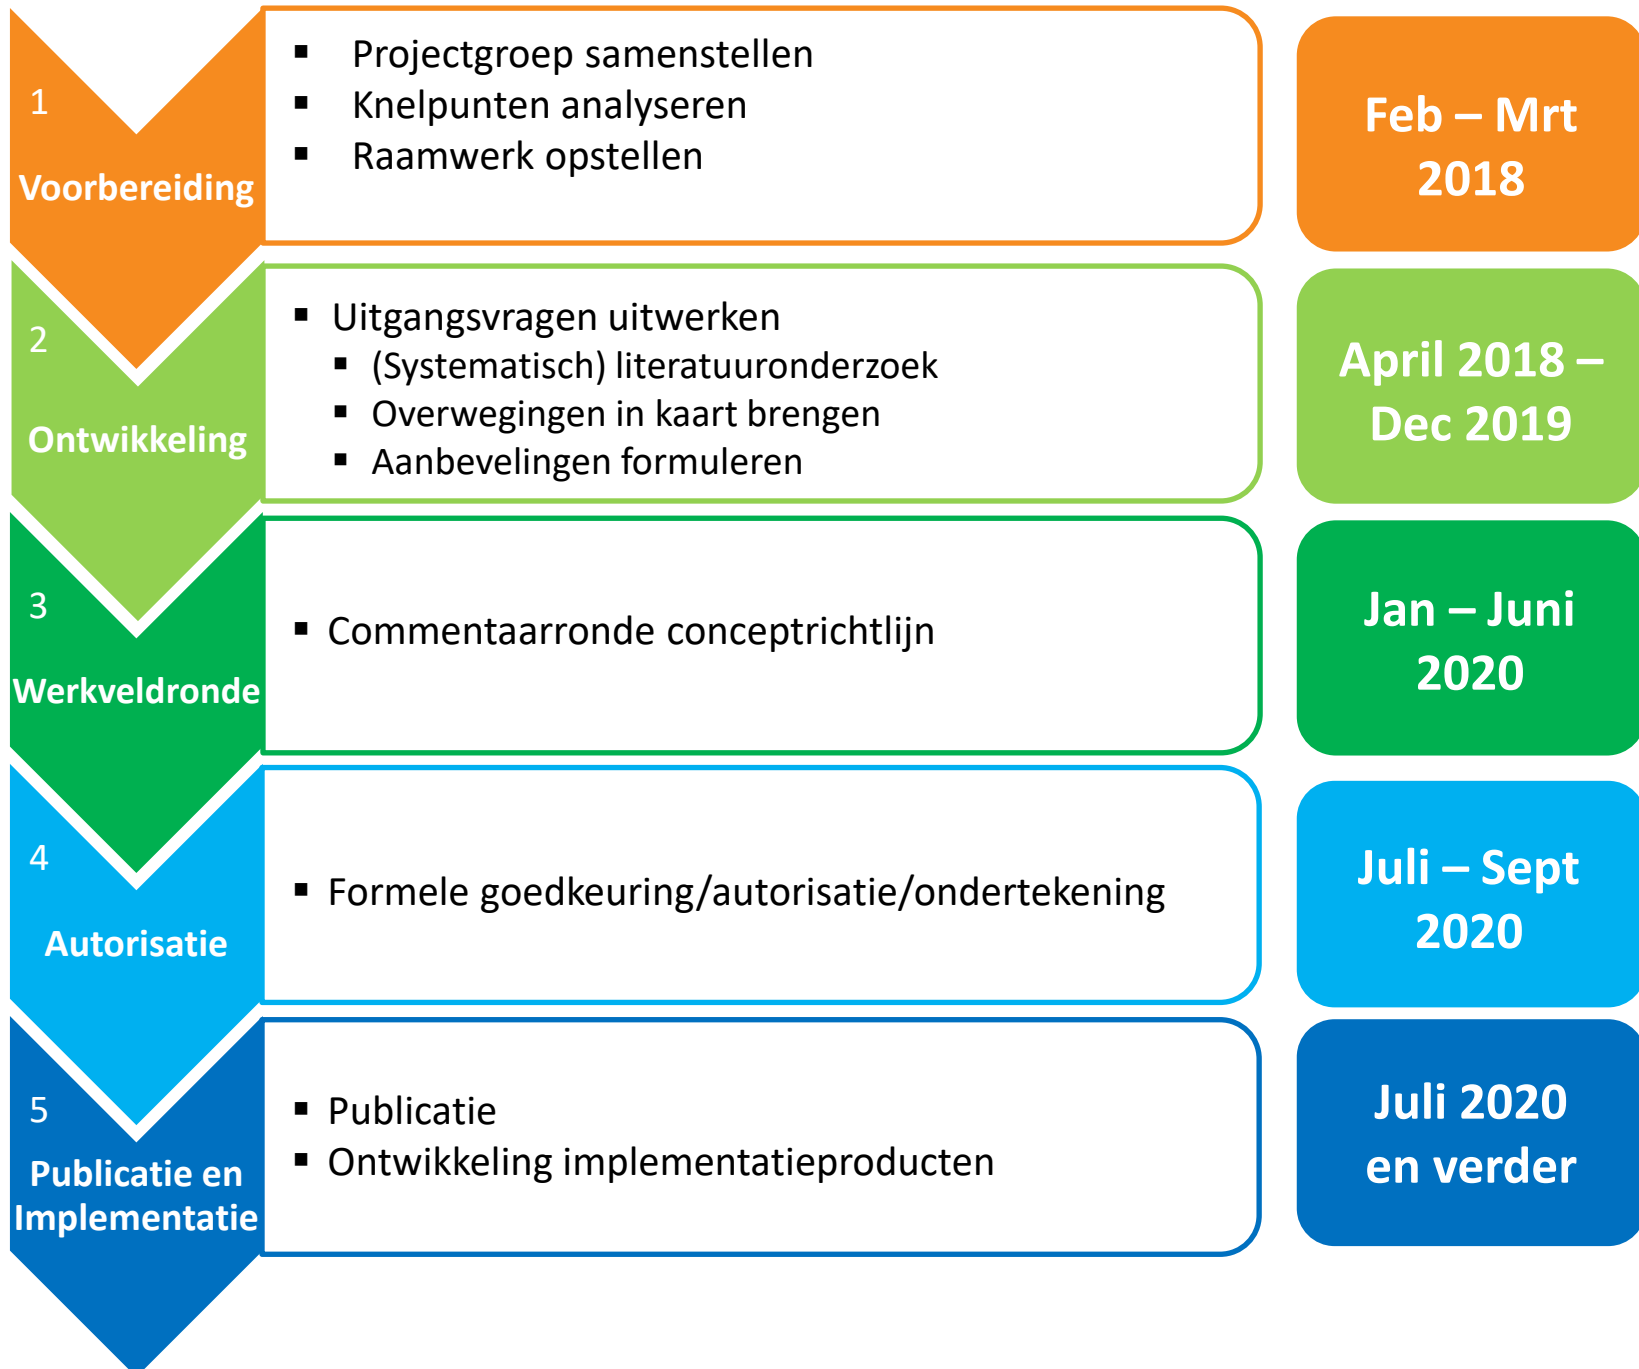 1
Voorbereiding
▪ Projectgroep samenstellen
▪ Knelpunten analyseren
▪ Raamwerk opstellen
Feb – Mrt
2018
2
Ontwikkeling
▪ Uitgangsvragen uitwerken
▪ (Systematisch) literatuuronderzoek
▪ Overwegingen in kaart brengen
▪ Aanbevelingen formuleren
April 2018 –
Dec 2019
3
Werkveldronde
▪ Commentaarronde conceptrichtlijn
Jan – Juni
2020
4
Autorisatie
▪ Formele goedkeuring/autorisatie/ondertekening
Juli – Sept
2020
5
Publicatie en
Implementatie
▪ Publicatie
▪ Ontwikkeling implementatieproducten
Juli 2020
en verder